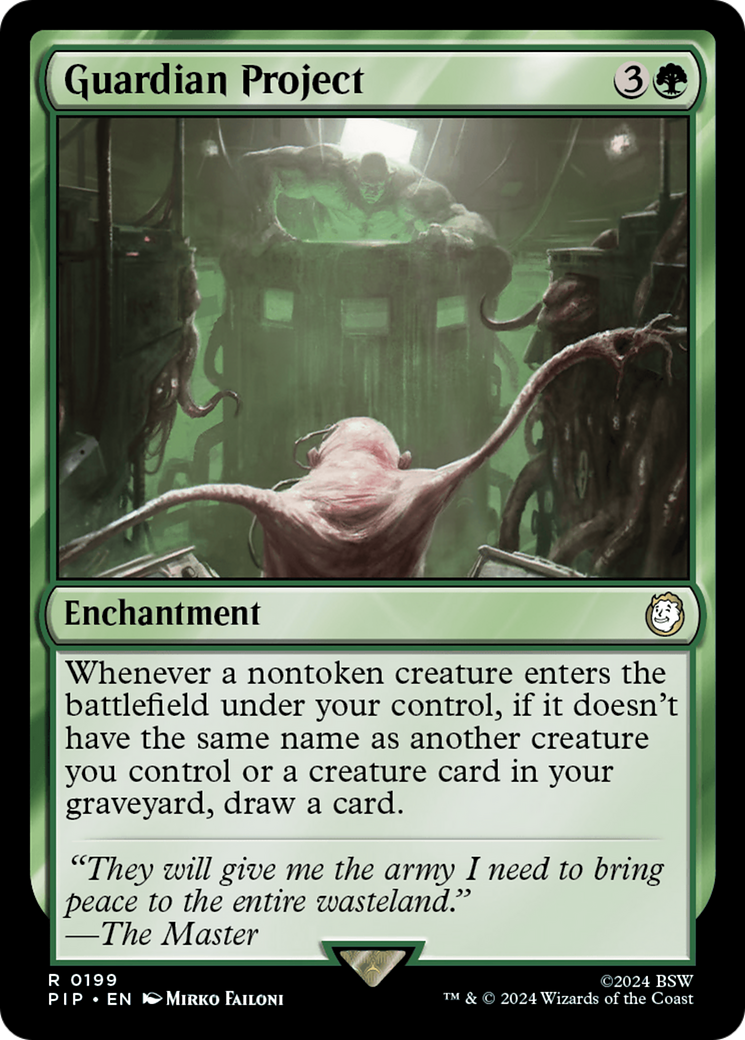 Guardian Project 3
Enchantment
Whenever a nontoken creature enters the
battlefield under your control, if it doesn't
have the same name as another creature
you control or a creature card in your
graveyard, draw a card.
“They will give me the army I need to bring
peace to the entire wasteland.”
—The Master
R 0199
PIP • EN Mirko Failoni
©2024 BSW
™ & © 2024 Wizards of the Coast